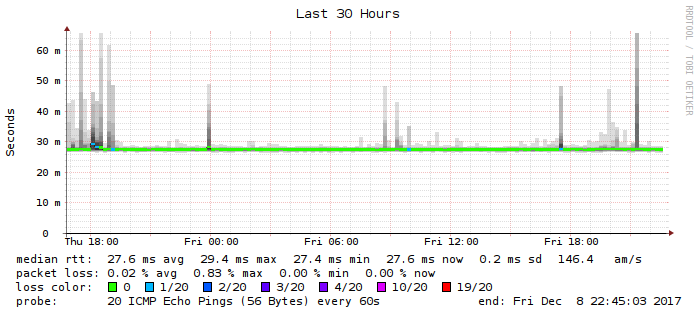 Last 30 Hours
RRDTOOL / TOBI OETIKER
Seconds
60 m
50 m
40 m
30 m
20 m
10 m
0
Thu 18:00 Fri 00:00 Fri 06:00 Fri 12:00 Fri 18:00
median rtt: 27.6 ms avg 29.4 ms max 27.4 ms min 27.6 ms now 0.2 ms sd 146.4 am/s
packet loss: 0.02 % avg 0.83 % max 0.00 % min 0.00 % now
loss color: 0 1/20 2/20 3/20 4/20 10/20 19/20
probe: 20 ICMP Echo Pings (56 Bytes) every 60s end: Fri Dec 8 22:45:03 2017